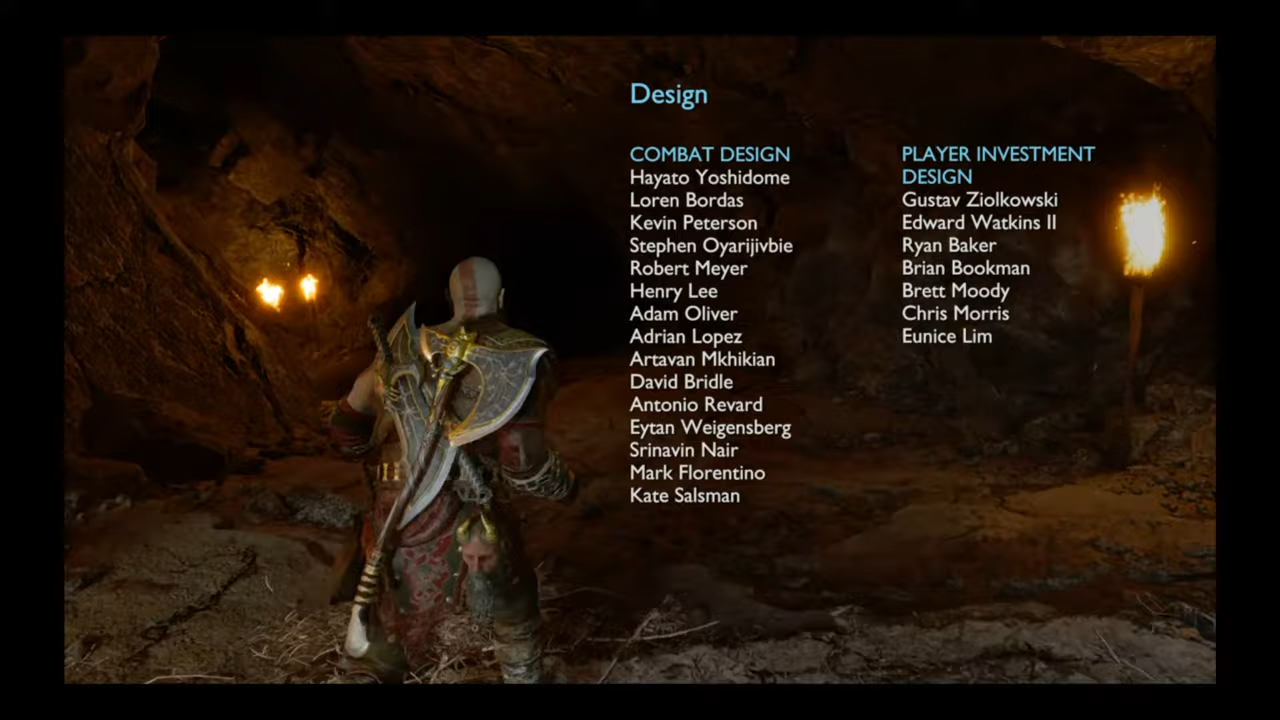 Design
COMBAT DESIGN
Hayato Yoshidome
Loren Bordas
Kevin Peterson
Stephen Oyarijivbie
Robert Meyer
Henry Lee
Adam Oliver
Adrian Lopez
Artavan Mkhikian
David Bridle
Antonio Revard
Eytan Weigensberg
Srinavin Nair
Mark Florentino
Kate Salsman
PLAYER INVESTMENT
DESIGN
Gustav Ziolkowski
Edward Watkins II
Ryan Baker
Brian Bookman
Brett Moody
Chris Morris
Eunice Lim